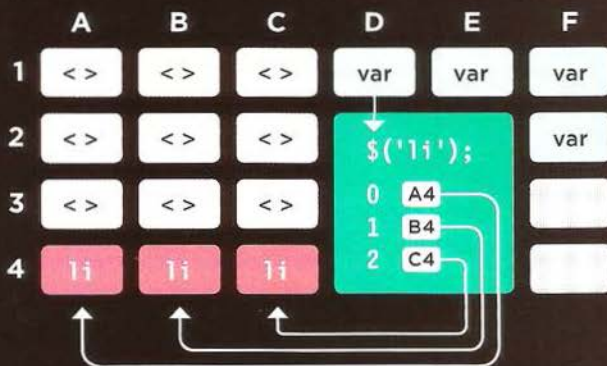 A B C D E F
1 < > < > < > var var var
2 < > < > < > $('li'); var
3 < > < > < > 0 A4
1 B4
4 li li li 2 C4